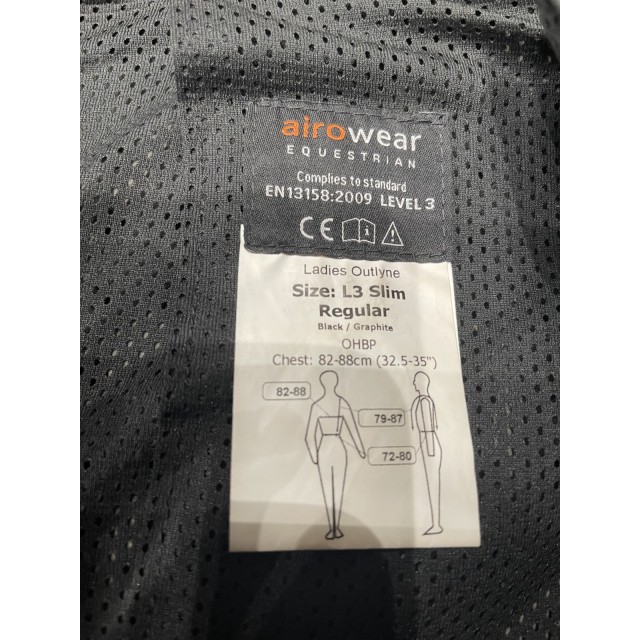 airowear
EQUESTRIAN
Complies to standard
EN13158:2009 LEVEL 3
CE
Ladies Outlyne
Size: L3 Slim
Regular
Black / Graphite
OHBP
Chest: 82-88cm (32.5-35")
82-88
79-87
72-80